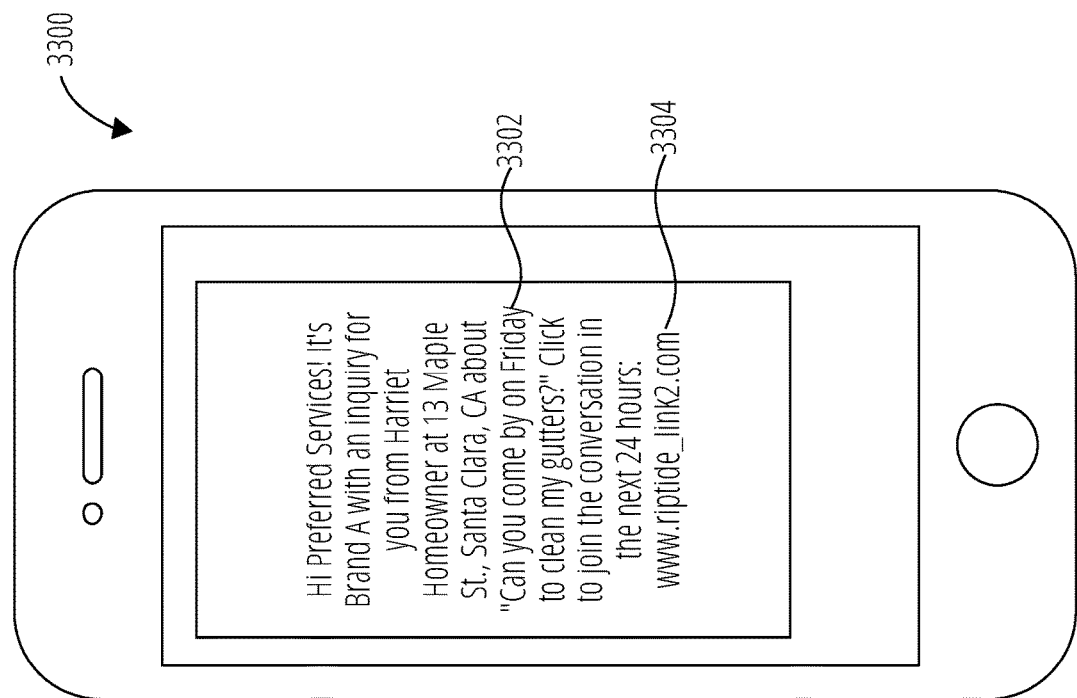 3300
Hi Preferred Services! It's
Brand A with an inquiry for
you from Harriet
Homeowner at 13 Maple
St., Santa Clara, CA about
"Can you come by on Friday
to clean my gutters?" Click
to join the conversation in
the next 24 hours:
www.riptide_link2.com
3302
3304